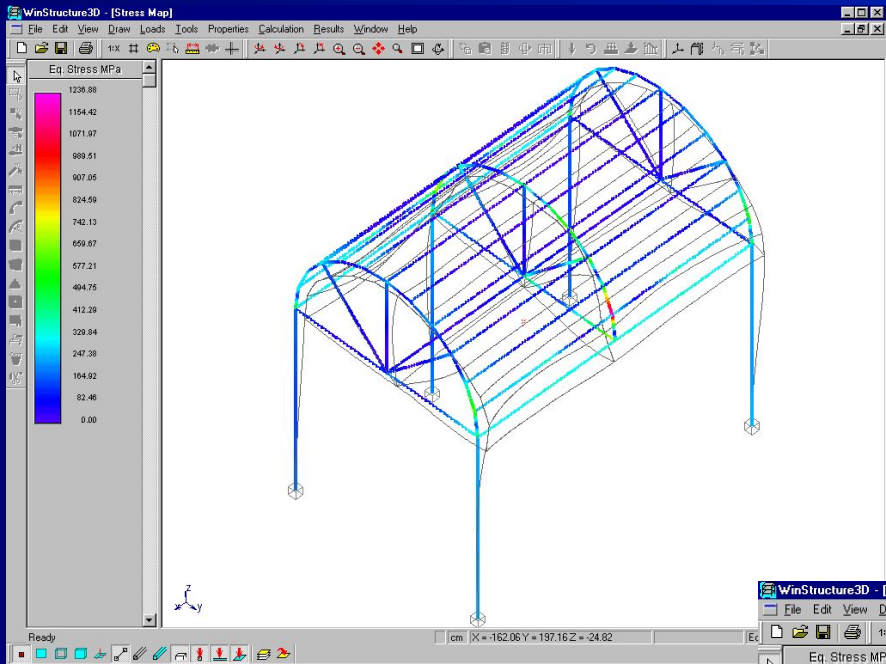 WinStructure3D - [Stress Map]
File Edit View Draw Loads Tools Properties Calculation Results Window Help
1:X
Eq. Stress MPa
1236.88
1154.42
1071.97
989.51
907.05
824.59
742.13
659.67
577.21
494.75
412.29
329.84
247.38
164.92
82.46
0.00
z
x y
Ready
cm X = -162.06 Y = 197.16 Z = -24.82
WinStructure3D - [
File Edit View D
Eq. Stress MP